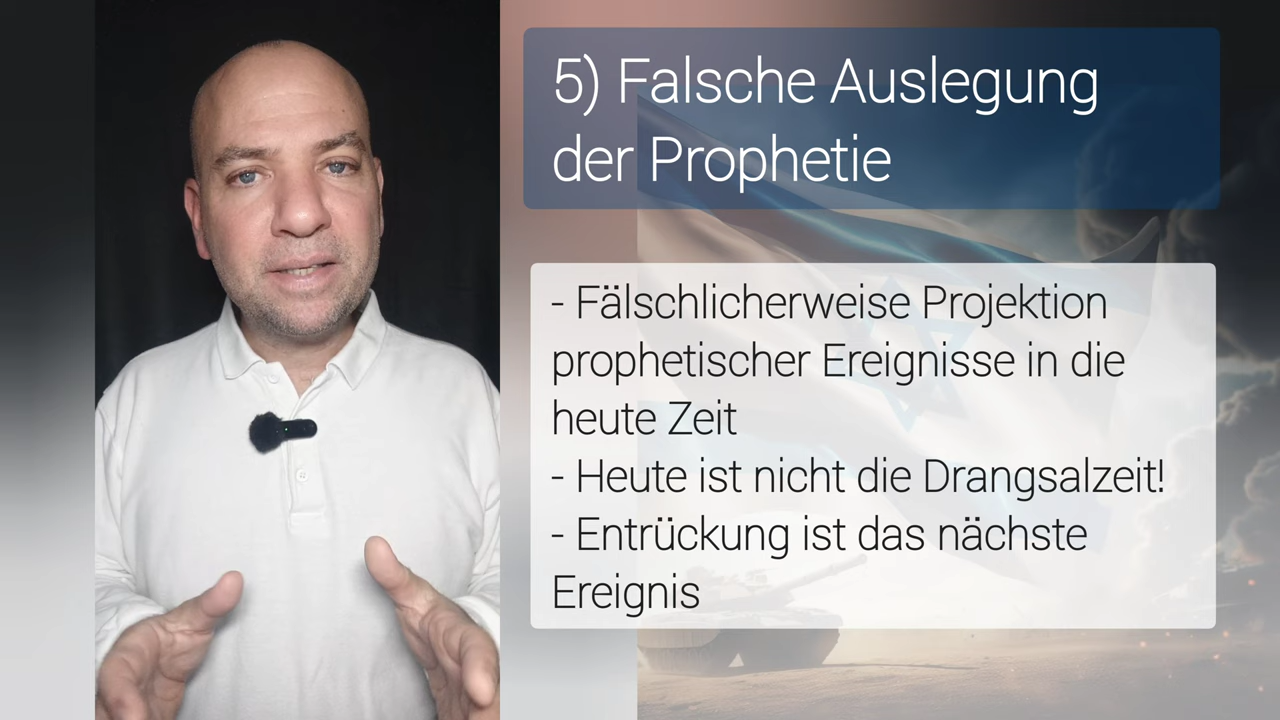 5) Falsche Auslegung
der Prophetie
- Fälschlicherweise Projektion
prophetischer Ereignisse in die
heute Zeit
- Heute ist nicht die Drangsalzeit!
- Entrückung ist das nächste
Ereignis